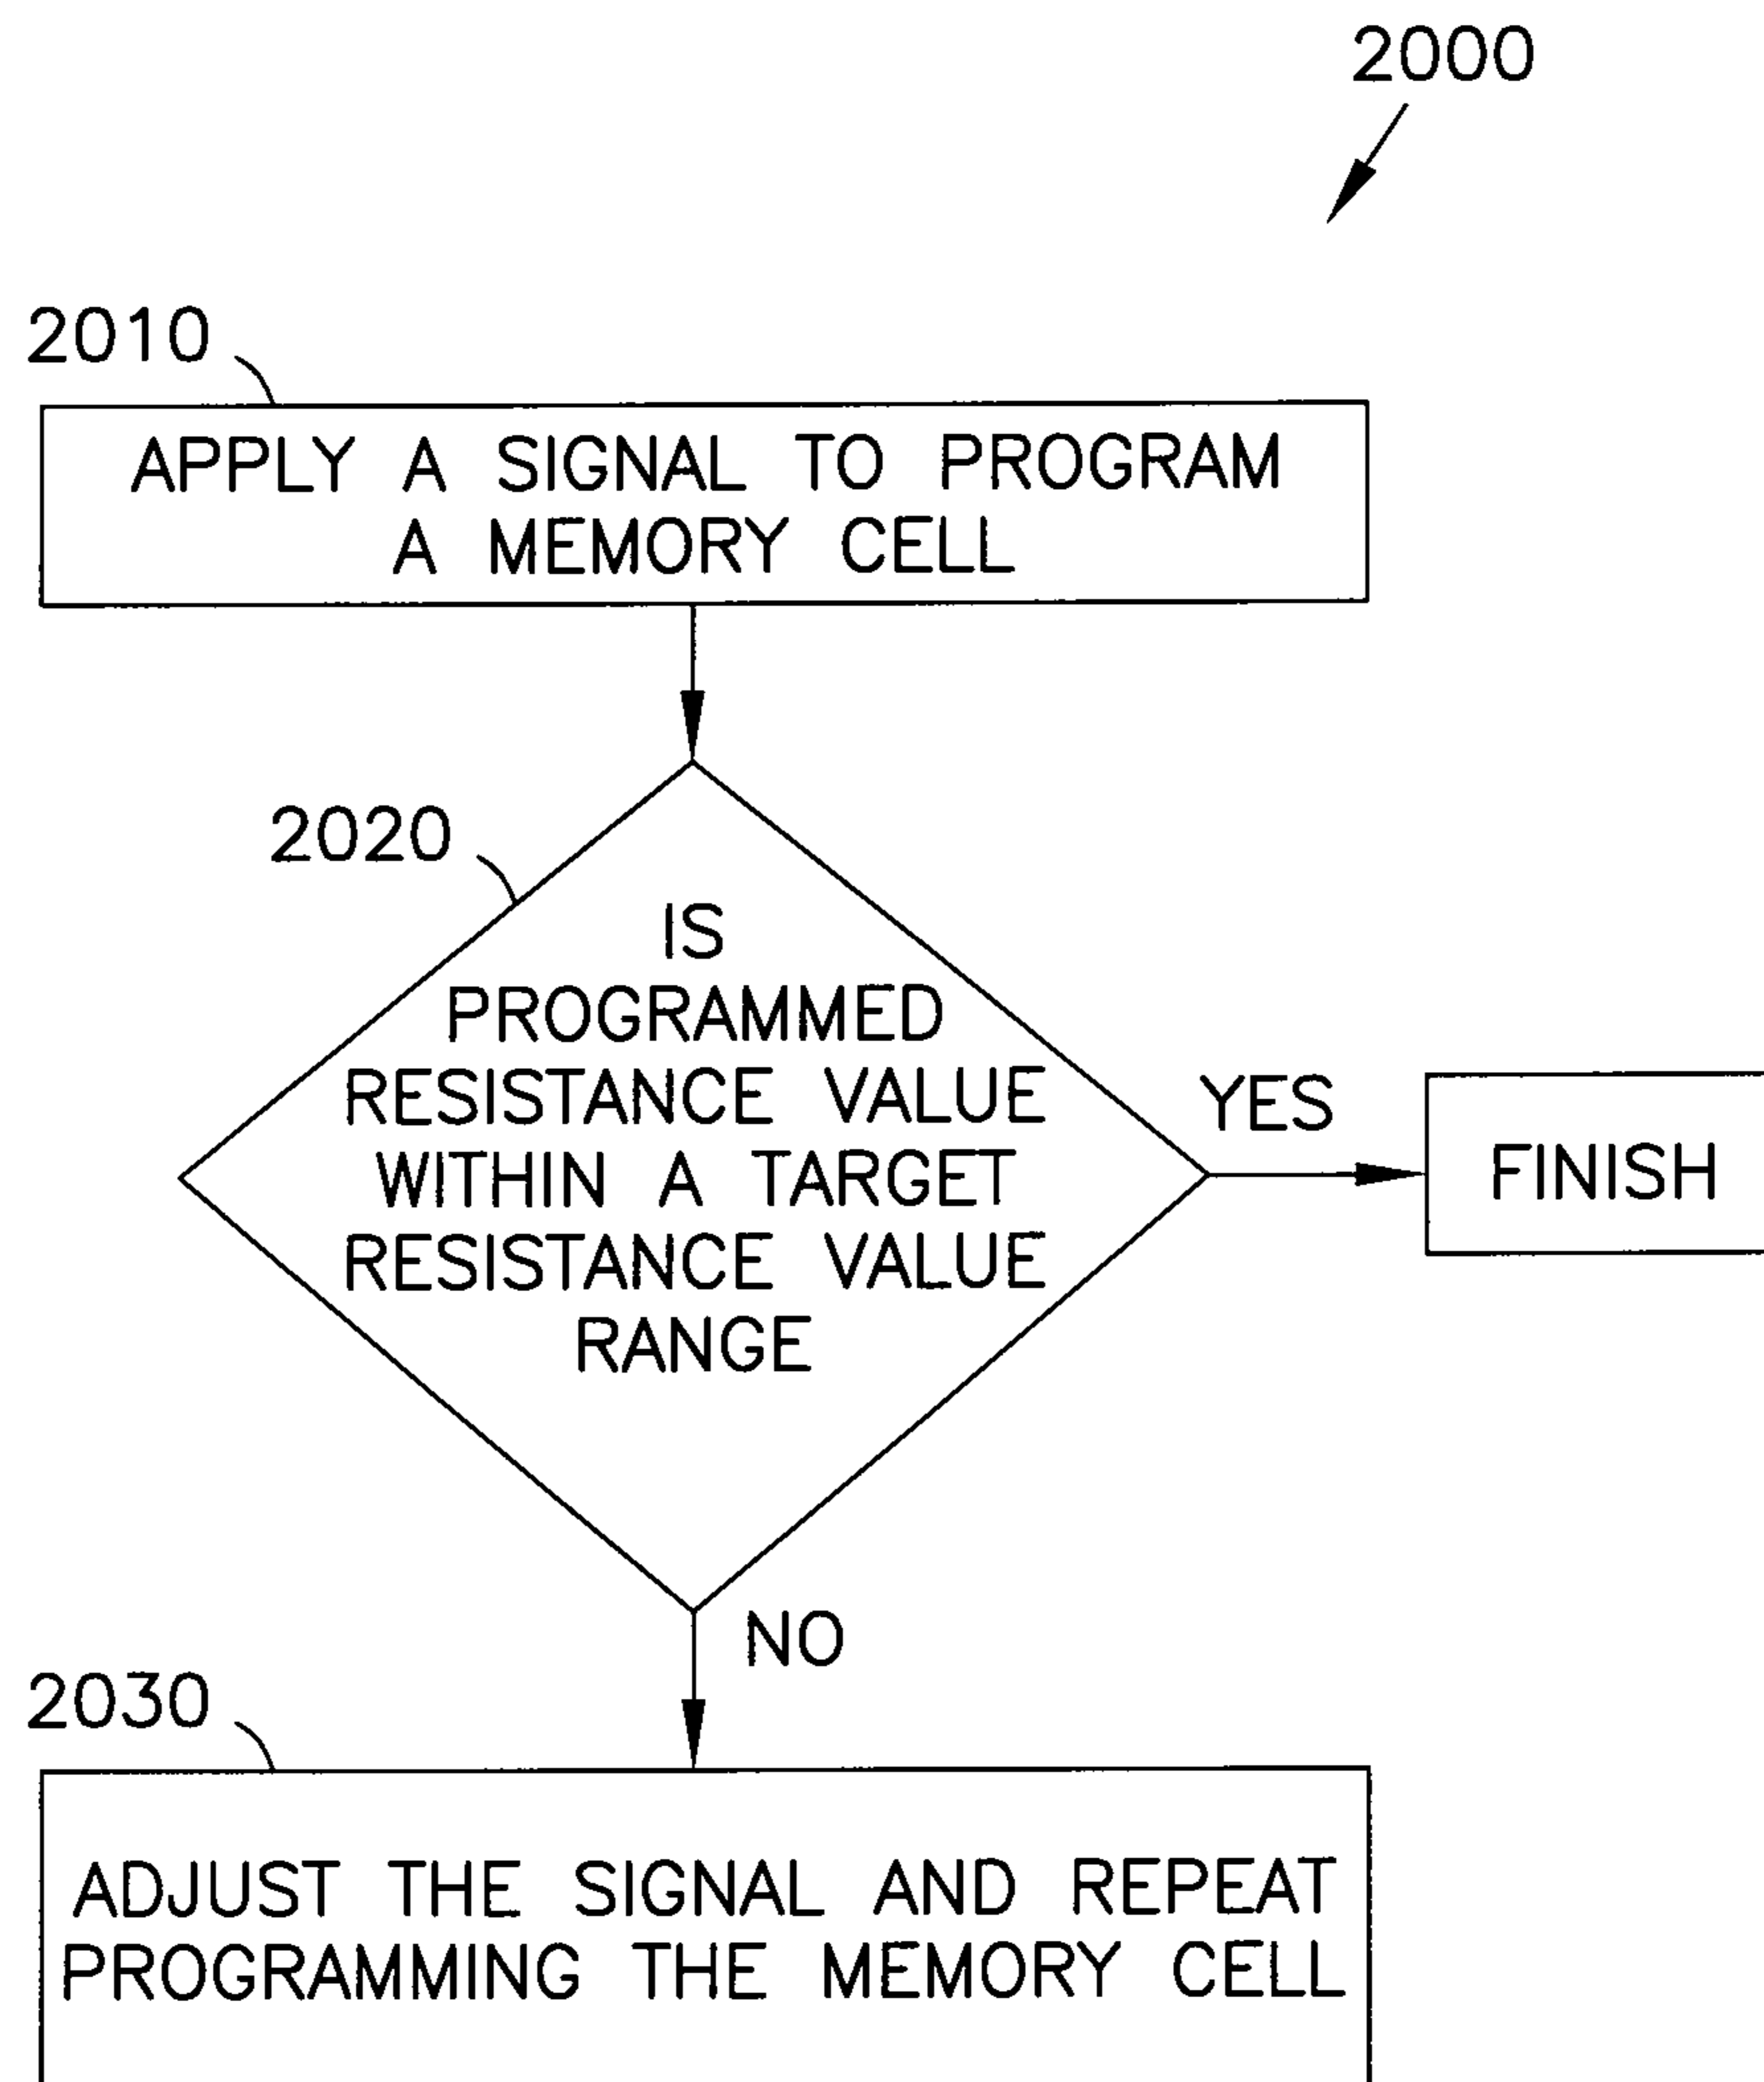 2000
2010
APPLY A SIGNAL TO PROGRAM
A MEMORY CELL
2020
IS
PROGRAMMED
RESISTANCE VALUE
WITHIN A TARGET
RESISTANCE VALUE
RANGE
YES
FINISH
NO
2030
ADJUST THE SIGNAL AND REPEAT
PROGRAMMING THE MEMORY CELL